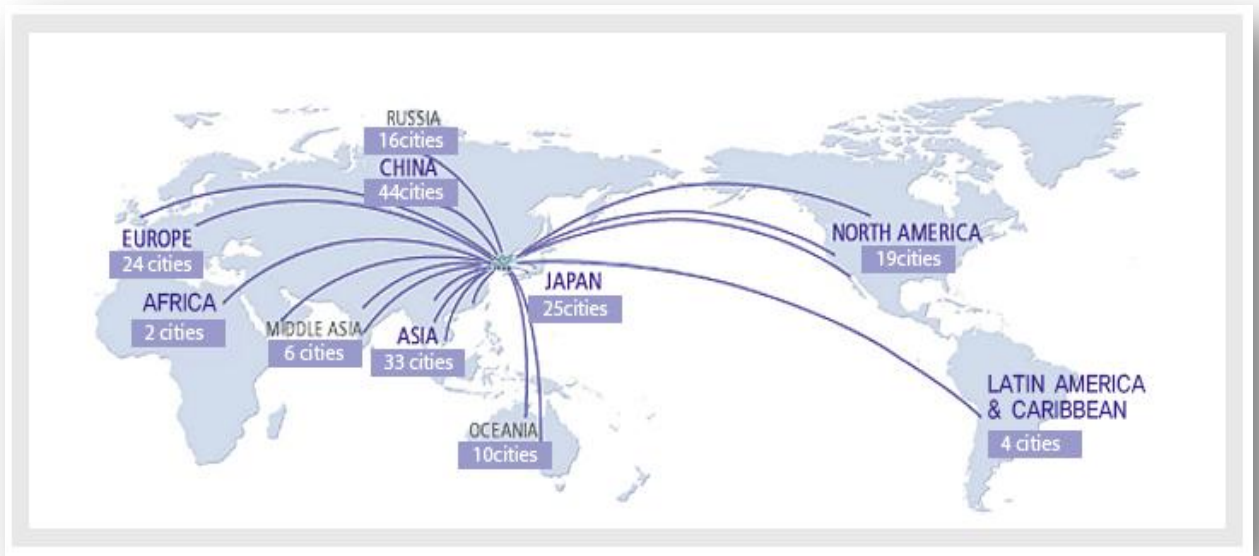 RUSSIA
16cities
CHINA
44cities
EUROPE
24 cities
NORTH AMERICA
19cities
AFRICA
2 cities
JAPAN
25cities
MIDDLE ASIA
6 cities
ASIA
33 cities
LATIN AMERICA
& CARIBBEAN
4 cities
OCEANIA
10cities